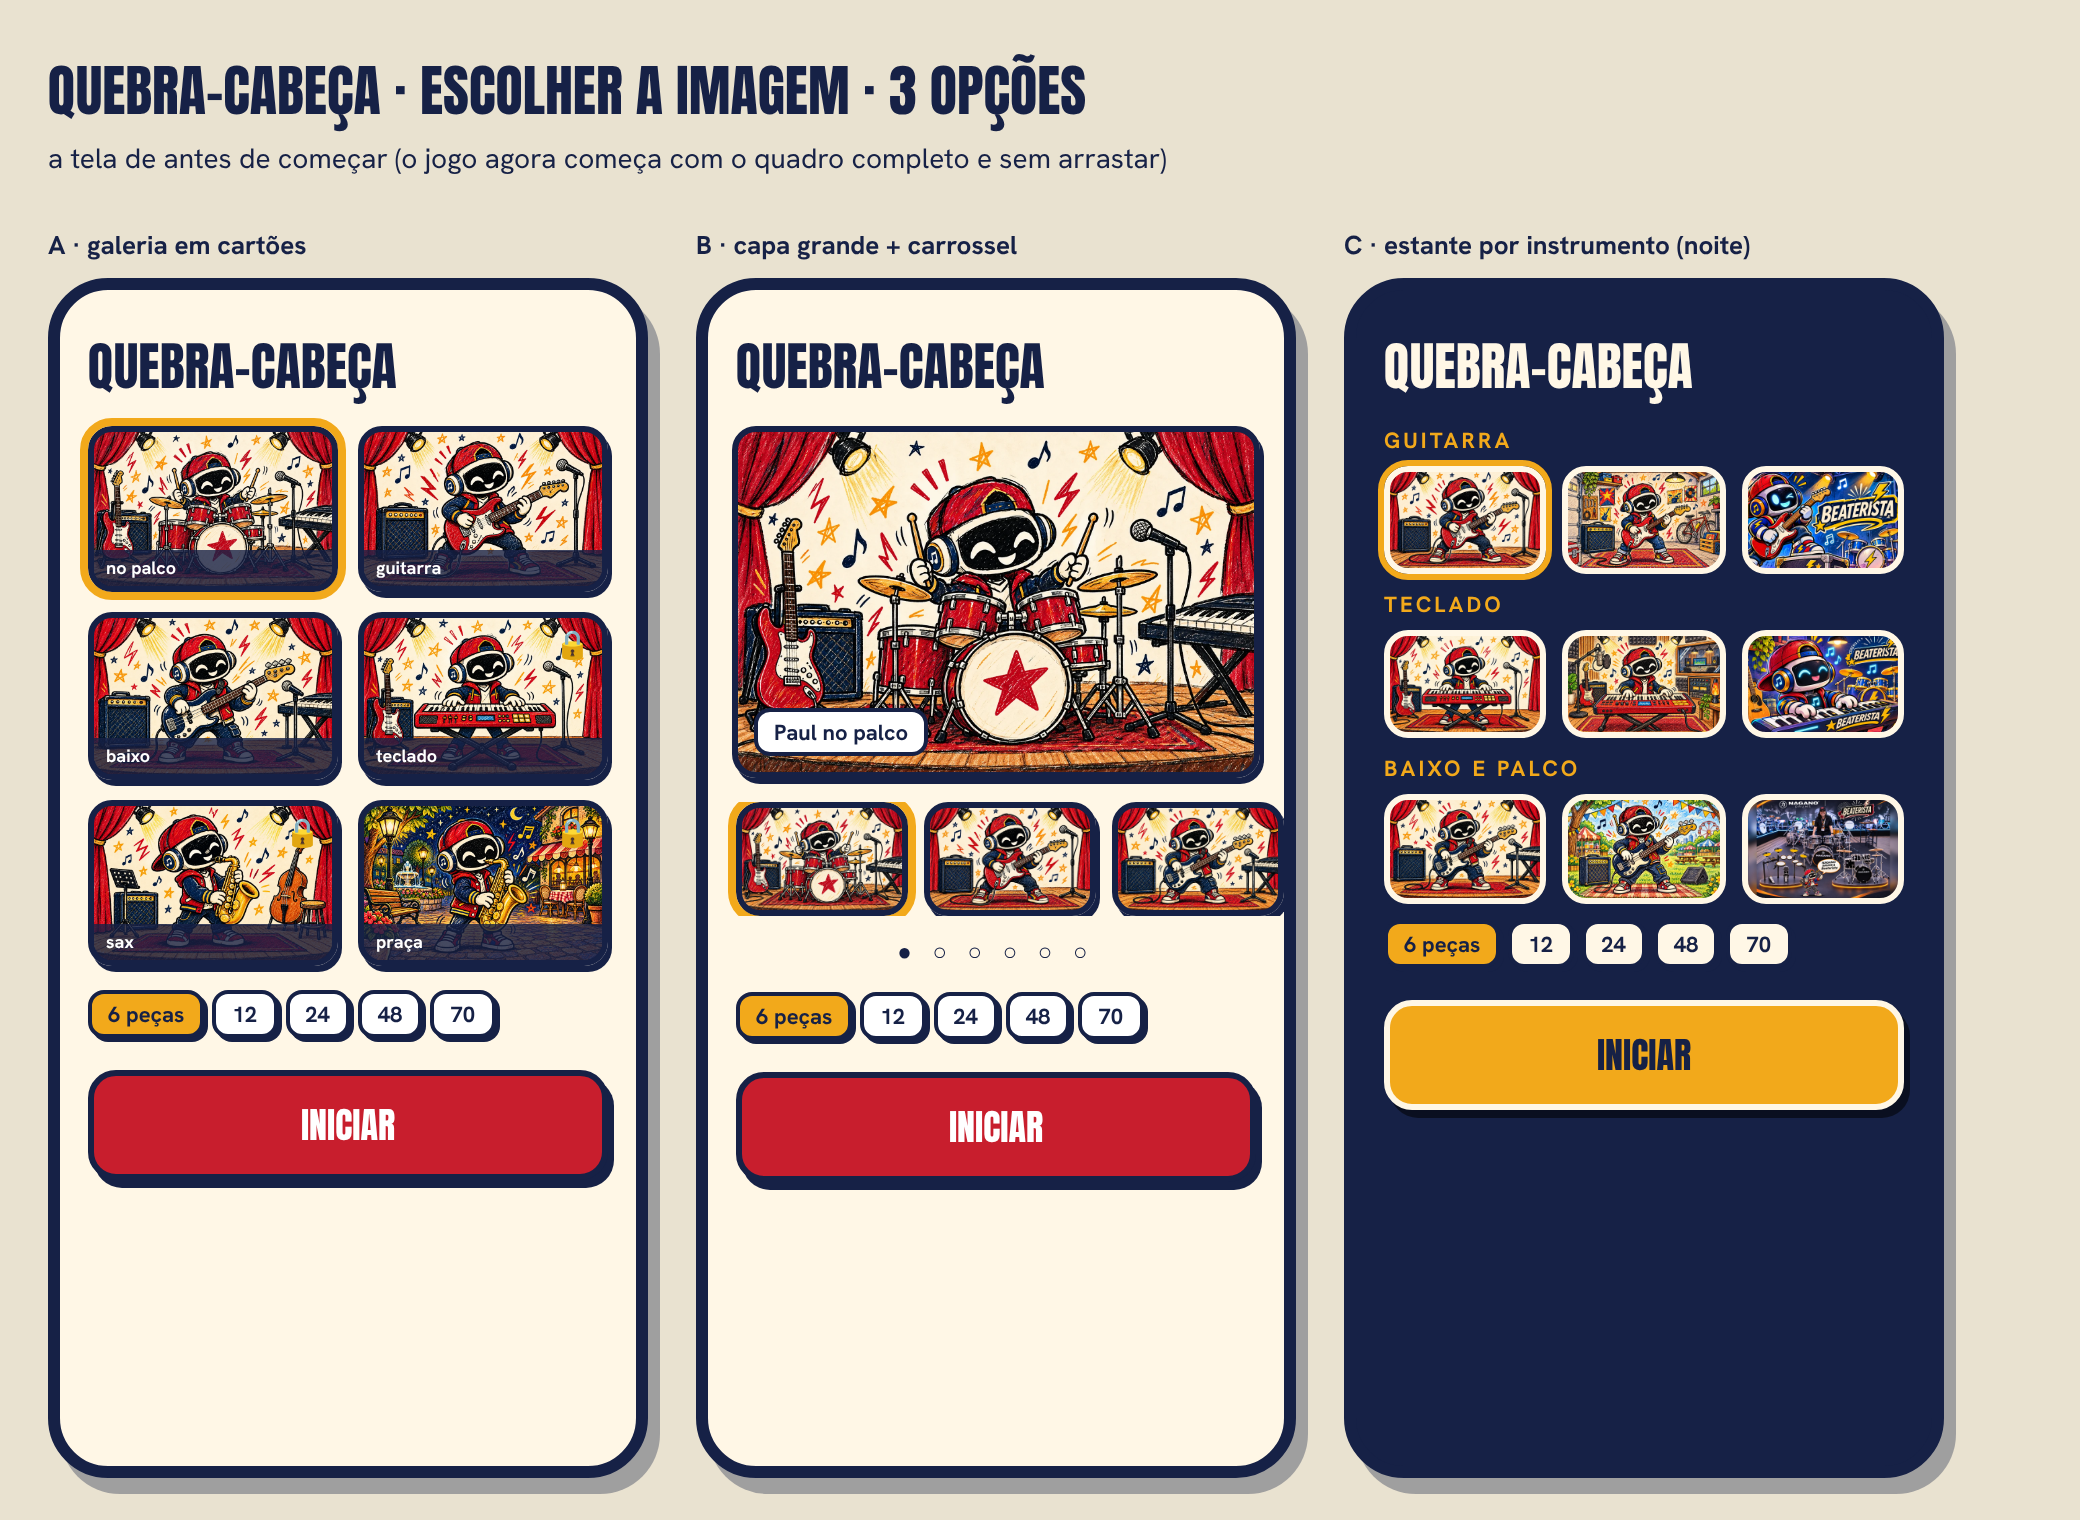 QUEBRA-CABEÇA · ESCOLHER A IMAGEM · 3 OPÇÕES
a tela de antes de começar (o jogo agora começa com o quadro completo e sem arrastar)
A · galeria em cartões
QUEBRA-CABEÇA
no palco
guitarra
baixo
teclado
sax
praça
6 peças
12
24
48
70
INICIAR
B · capa grande + carrossel
QUEBRA-CABEÇA
Paul no palco
6 peças
12
24
48
70
INICIAR
C · estante por instrumento (noite)
QUEBRA-CABEÇA
GUITARRA
BEATERISTA
TECLADO
BEATERISTA
BEATERISTA
BAIXO E PALCO
NAGANO
BEATERISTA
6 peças
12
24
48
70
INICIAR